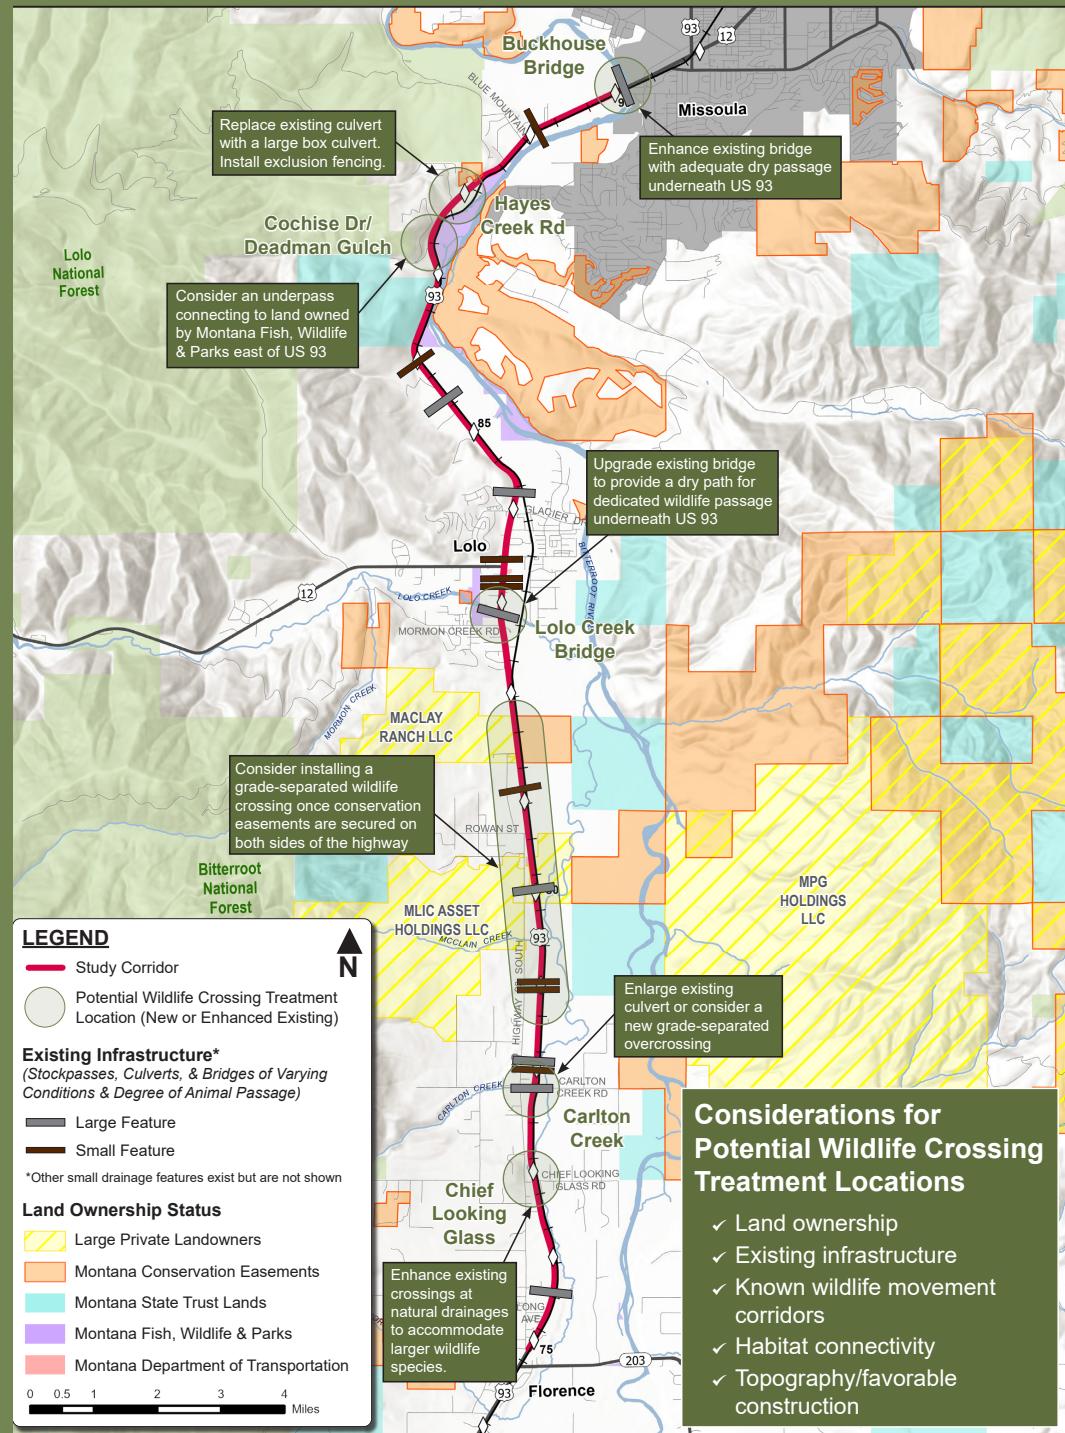 93
12
Buckhouse
Bridge
BLUE MOUNTAIN
Missoula
Replace existing culvert
with a large box culvert.
Install exclusion fencing.
Enhance existing bridge
with adequate dry passage
underneath US 93
Hayes
Creek Rd
Cochise Dr/
Deadman Gulch
Lolo
National
Forest
93
Consider an underpass
connecting to land owned
by Montana Fish, Wildlife
& Parks east of US 93
85
Upgrade existing bridge
to provide a dry path for
dedicated wildlife passage
underneath US 93
GLACIER DR
Lolo
BITTERROOT RIVER
12
LOLO CREEK
MORMON CREEK RD
Lolo Creek
Bridge
MORMON CREEK
MACLAY
RANCH LLC
Consider installing a
grade-separated wildlife
crossing once conservation
easements are secured on
both sides of the highway
ROWAN ST
Bitterroot
National
Forest
MPG
HOLDINGS
LLC
MLIC ASSET
HOLDINGS LLC
MCCLAIN CREEK
93
HIGHWAY 93 SOUTH
Enlarge existing
culvert or consider a
new grade-separated
overcrossing
CARLTON CREEK
CARLTON
CREEK RD
Carlton
Creek
CHIEF LOOKING
GLASS RD
Chief
Looking
Glass
Enhance existing
crossings at
natural drainages
to accommodate
larger wildlife
species.
LONG
AVE
75
203
93
Florence
LEGEND
N
Study Corridor
Potential Wildlife Crossing Treatment
Location (New or Enhanced Existing)
Existing Infrastructure*
(Stockpasses, Culverts, & Bridges of Varying
Conditions & Degree of Animal Passage)
Large Feature
Small Feature
*Other small drainage features exist but are not shown
Land Ownership Status
Large Private Landowners
Montana Conservation Easements
Montana State Trust Lands
Montana Fish, Wildlife & Parks
Montana Department of Transportation
0 0.5 1 2 3 4
Miles
Considerations for
Potential Wildlife Crossing
Treatment Locations
✓ Land ownership
✓ Existing infrastructure
✓ Known wildlife movement
corridors
✓ Habitat connectivity
✓ Topography/favorable
construction